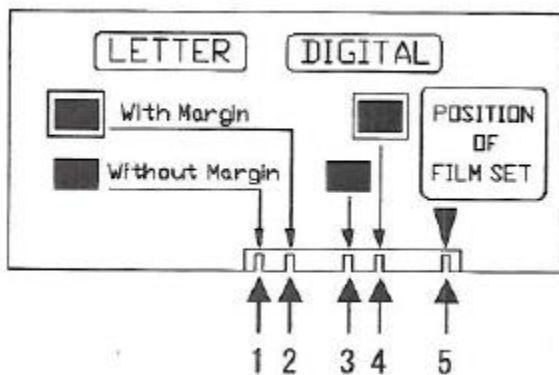 LETTER DIGITAL
With Margin
Without Margin
POSITION
OF
FILM SET
1 2 3 4 5